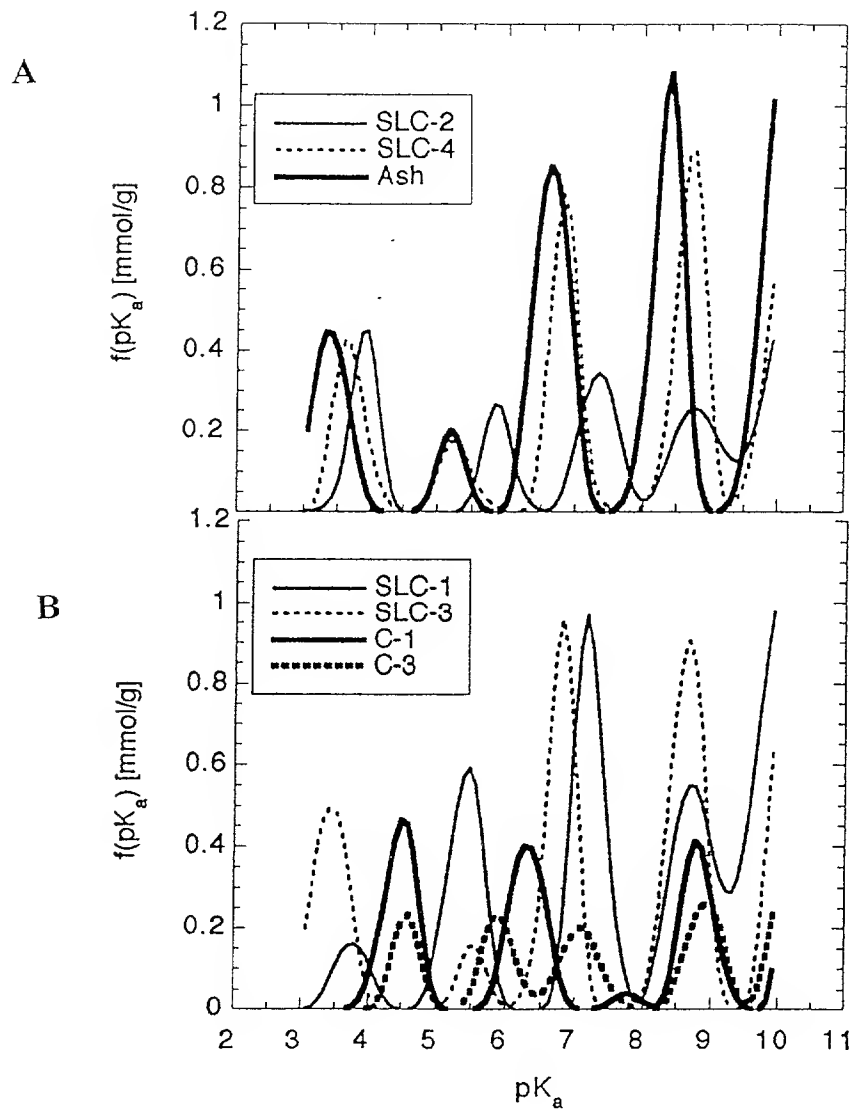 A
1.2
1
0.8
0.6
0.4
0.2
f(pKa) [mmol/g]
SLC-2
SLC-4
Ash
B
1.2
1
0.8
0.6
0.4
0.2
0
f(pKa) [mmol/g]
SLC-1
SLC-3
C-1
C-3
2 3 4 5 6 7 8 9 10 11
pKa